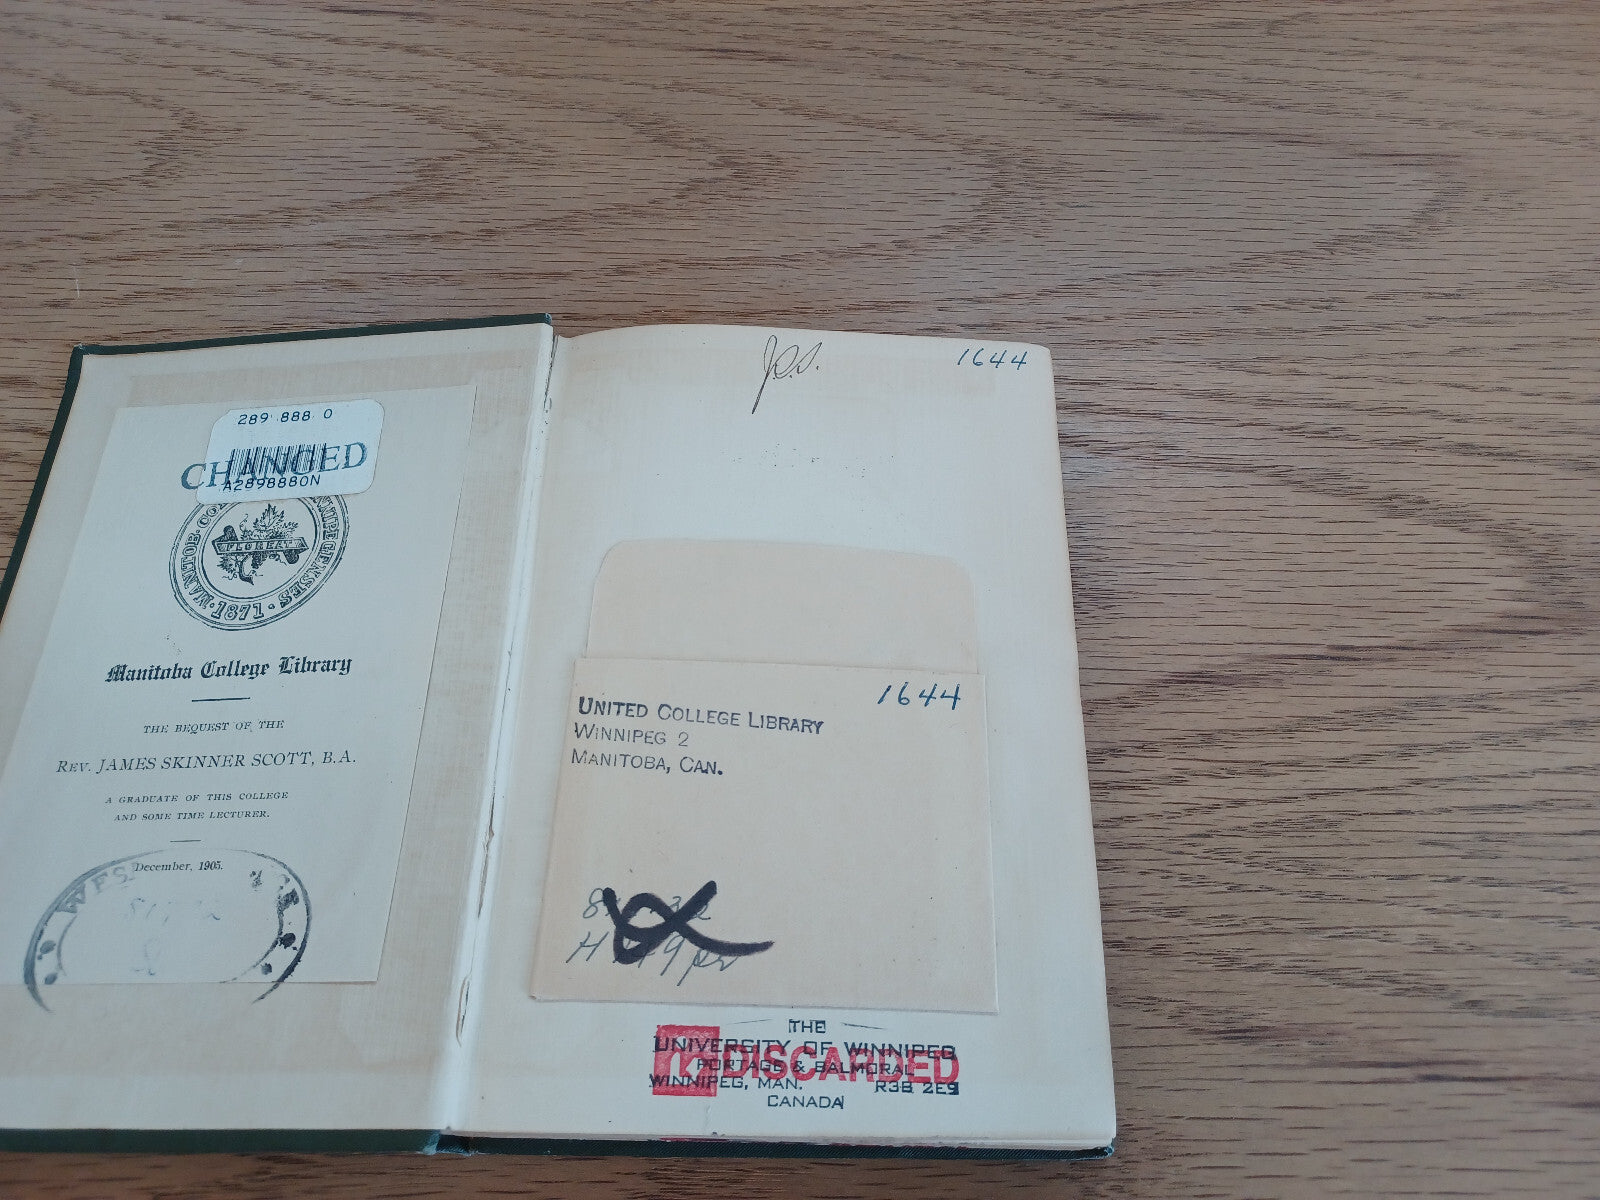 289 888 0
CHANGED
A2898880N
FLOREAT
1871
Manitoba College Library
THE BEQUEST OF THE
REV. JAMES SKINNER SCOTT, B.A.
A GRADUATE OF THIS COLLEGE
AND SOME TIME LECTURER.
December, 1905.
J.S.S.
1644
1644
UNITED COLLEGE LIBRARY
WINNIPEG 2
MANITOBA, CAN.
THE
UNIVERSITY OF WINNIPEG
DISCARDED
PORTAGE & BALMORAL
WINNIPEG, MAN. R3B 2E9
CANADA